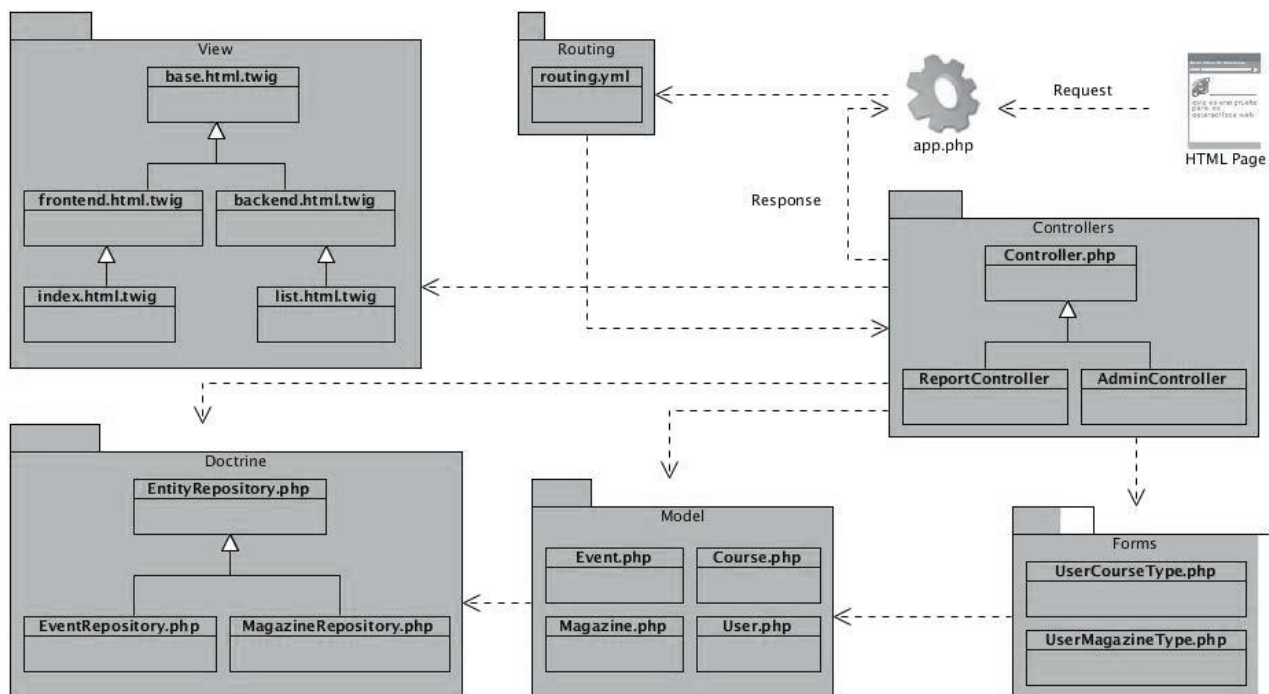 View
base.html.twig
frontend.html.twig
backend.html.twig
index.html.twig
list.html.twig
Routing
routing.yml
app.php
Request
HTML Page
Response
Controllers
Controller.php
ReportController
AdminController
Doctrine
EntityRepository.php
EventRepository.php
MagazineRepository.php
Model
Event.php
Course.php
Magazine.php
User.php
Forms
UserCourseType.php
UserMagazineType.php